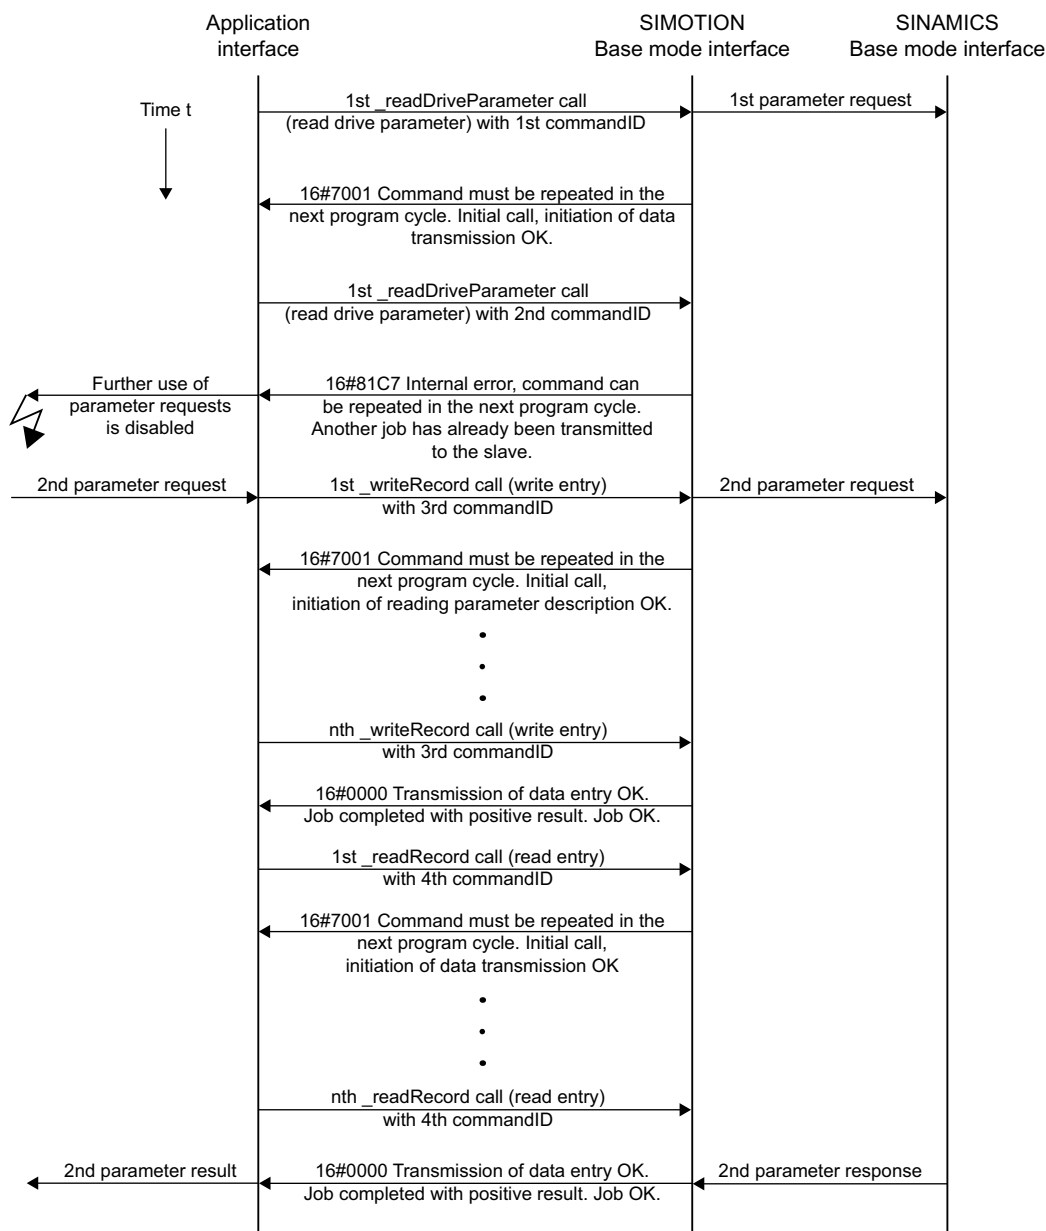 Application
interface
SIMOTION
Base mode interface
SINAMICS
Base mode interface
Time t
1st _readDriveParameter call
(read drive parameter) with 1st commandID
1st parameter request
16#7001 Command must be repeated in the
next program cycle. Initial call, initiation of data
transmission OK.
1st _readDriveParameter call
(read drive parameter) with 2nd commandID
Further use of
parameter requests
is disabled
16#81C7 Internal error, command can
be repeated in the next program cycle.
Another job has already been transmitted
to the slave.
2nd parameter request
1st _writeRecord call (write entry)
with 3rd commandID
2nd parameter request
16#7001 Command must be repeated in the
next program cycle. Initial call,
initiation of reading parameter description OK.
nth _writeRecord call (write entry)
with 3rd commandID
16#0000 Transmission of data entry OK.
Job completed with positive result. Job OK.
1st _readRecord call (read entry)
with 4th commandID
16#7001 Command must be repeated in the
next program cycle. Initial call,
initiation of data transmission OK
nth _readRecord call (read entry)
with 4th commandID
2nd parameter result
16#0000 Transmission of data entry OK.
Job completed with positive result. Job OK.
2nd parameter response